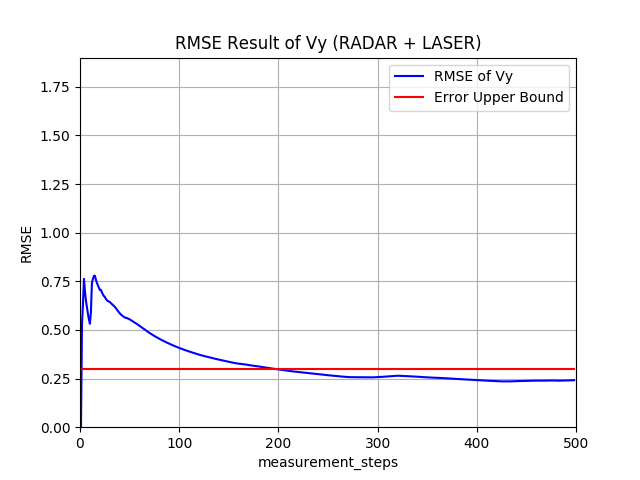 RMSE Result of Vy (RADAR + LASER)
RMSE of Vy
Error Upper Bound
1.75
1.50
1.25
1.00
0.75
0.50
0.25
0.00
RMSE
0 100 200 300 400 500
measurement_steps